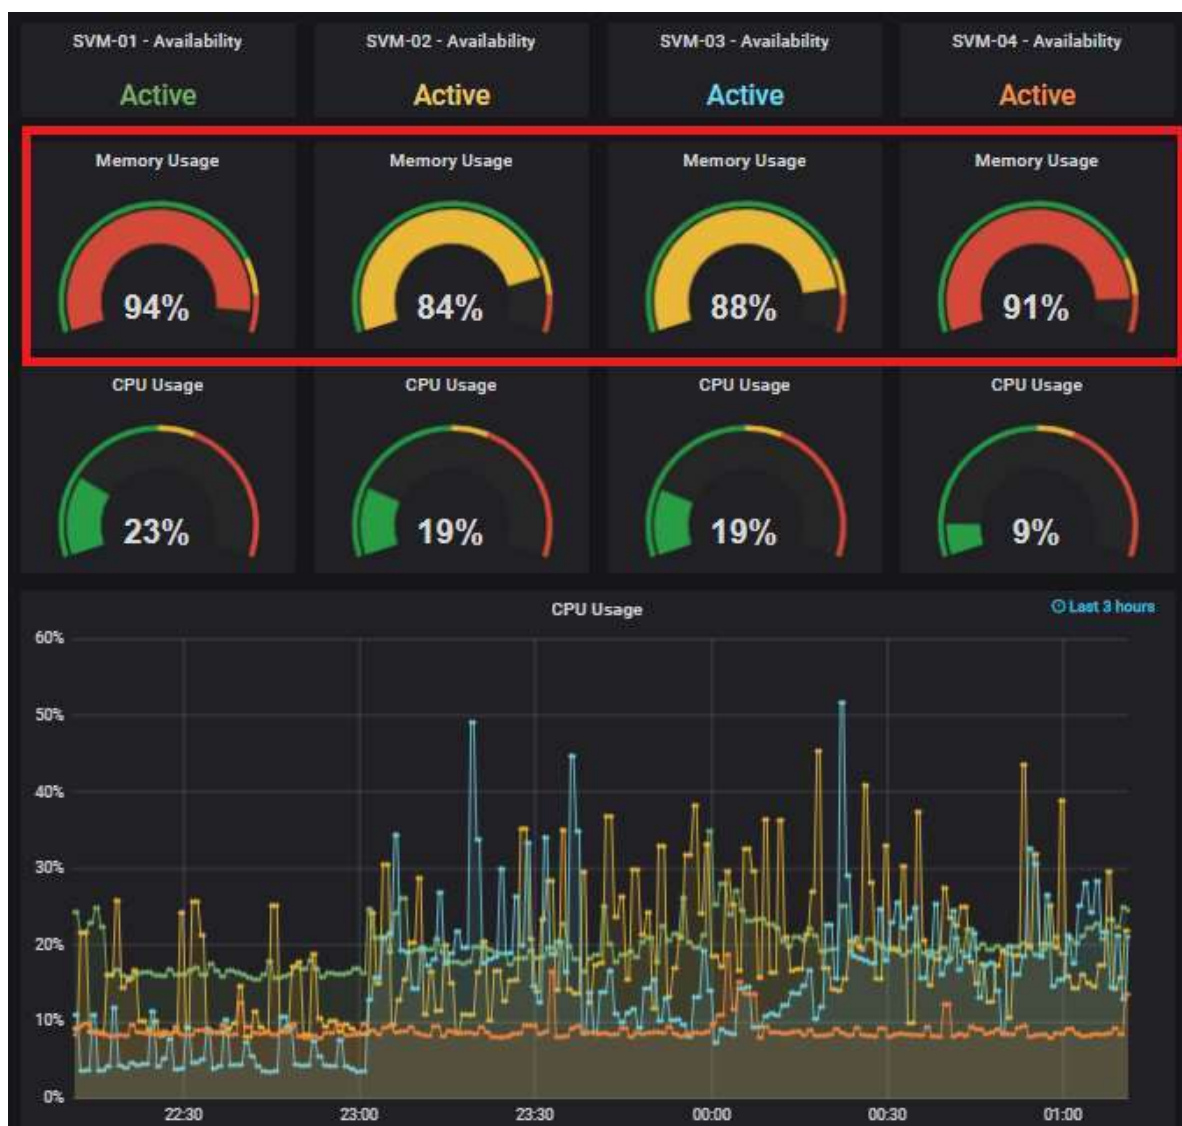 SVM-01 - Availability SVM-02 - Availability SVM-03 - Availability SVM-04 - Availability
Active Active Active Active
Memory Usage Memory Usage Memory Usage Memory Usage
94% 84% 88% 91%
CPU Usage CPU Usage CPU Usage CPU Usage
23% 19% 19% 9%
CPU Usage Last 3 hours
60%
50%
40%
30%
20%
10%
0%
22:30 23:00 23:30 00:00 00:30 01:00